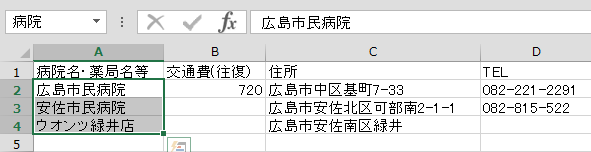 病院 fx 広島市民病院
A B C D
1 病院名・薬局名等 交通費(往復) 住所 TEL
2 広島市民病院 720 広島市中区基町7-33 082-221-2291
3 安佐市民病院 広島市安佐北区可部南2-1-1 082-815-522
4 ウオンツ緑井店 広島市安佐南区緑井
5